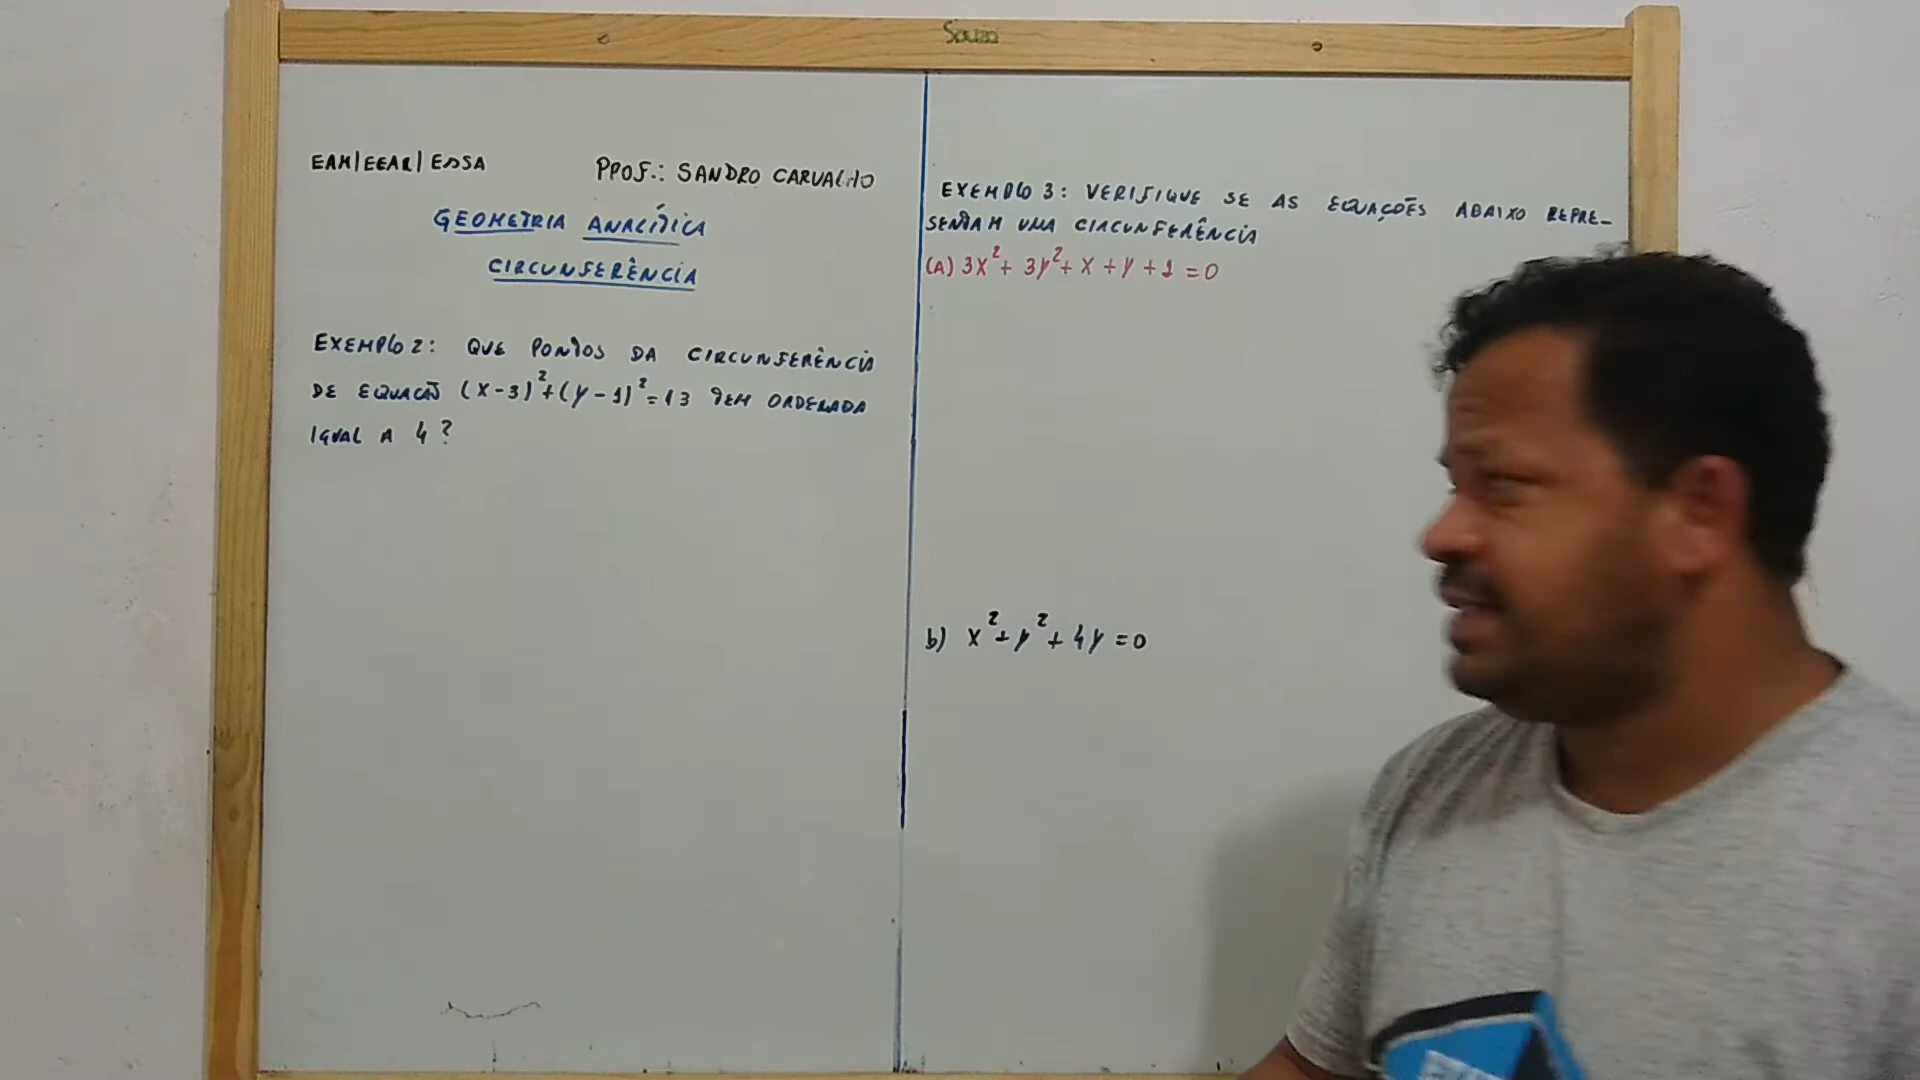 Souza
EAM|EEAR|ESSA
PROF.: SANDRO CARVALHO
GEOMETRIA ANALÍTICA
CIRCUNFERÊNCIA
EXEMPLO 2: QUE PONTOS DA CIRCUNFERÊNCIA
DE EQUAÇÃO (X-3)²+(y-1)²=13 TEM ORDENADA
IGUAL A 4?
EXEMPLO 3: VERIFIQUE SE AS EQUAÇÕES ABAIXO REPRE-
SENTAM UMA CIRCUNFERÊNCIA
(A) 3X²+ 3y²+ X + y + 1 = 0
b) x²+y²+4y=0